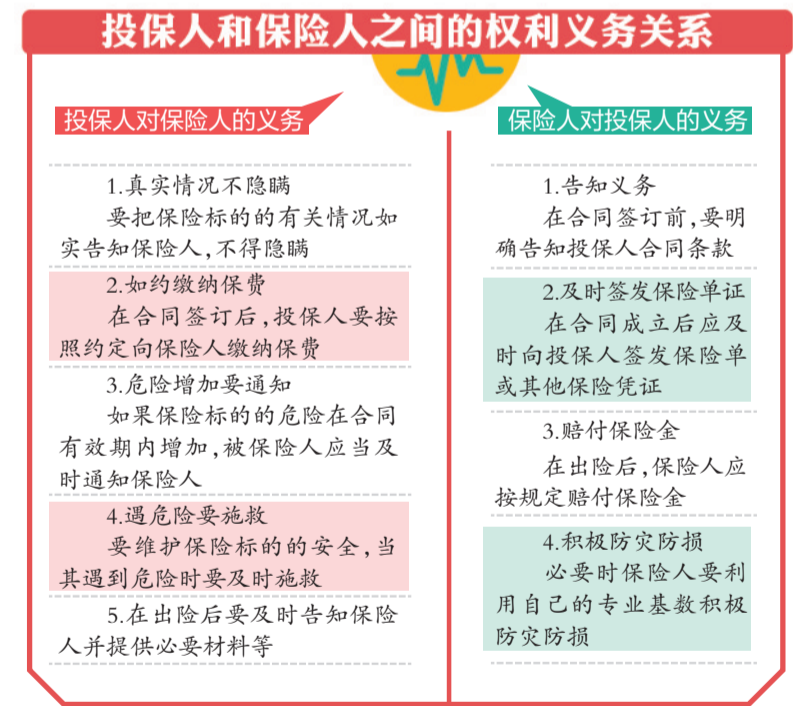 投保人和保险人之间的权利义务关系
投保人对保险人的义务
1.真实情况不隐瞒
要把保险标的的有关情况如
实告知保险人,不得隐瞒
2.如约缴纳保费
在合同签订后,投保人要按
照约定向保险人缴纳保费
3.危险增加要通知
如果保险标的的危险在合同
有效期内增加,被保险人应当及
时通知保险人
4.遇危险要施救
要维护保险标的的安全,当
其遇到危险时要及时施救
5.在出险后要及时告知保险
人并提供必要材料等
保险人对投保人的义务
1.告知义务
在合同签订前,要明
确告知投保人合同条款
2.及时签发保险单证
在合同成立后应及
时向投保人签发保险单
或其他保险凭证
3.赔付保险金
在出险后,保险人应
按规定赔付保险金
4.积极防灾防损
必要时保险人要利
用自己的专业基数积极
防灾防损